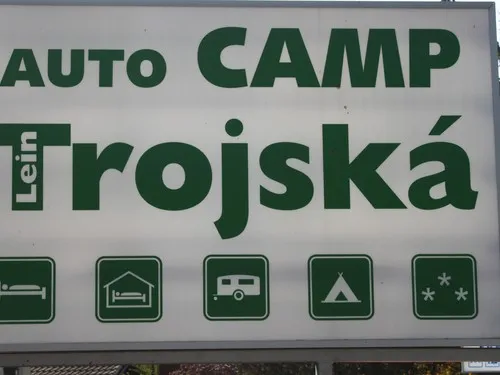 AUTO CAMP
Trojská
Lein